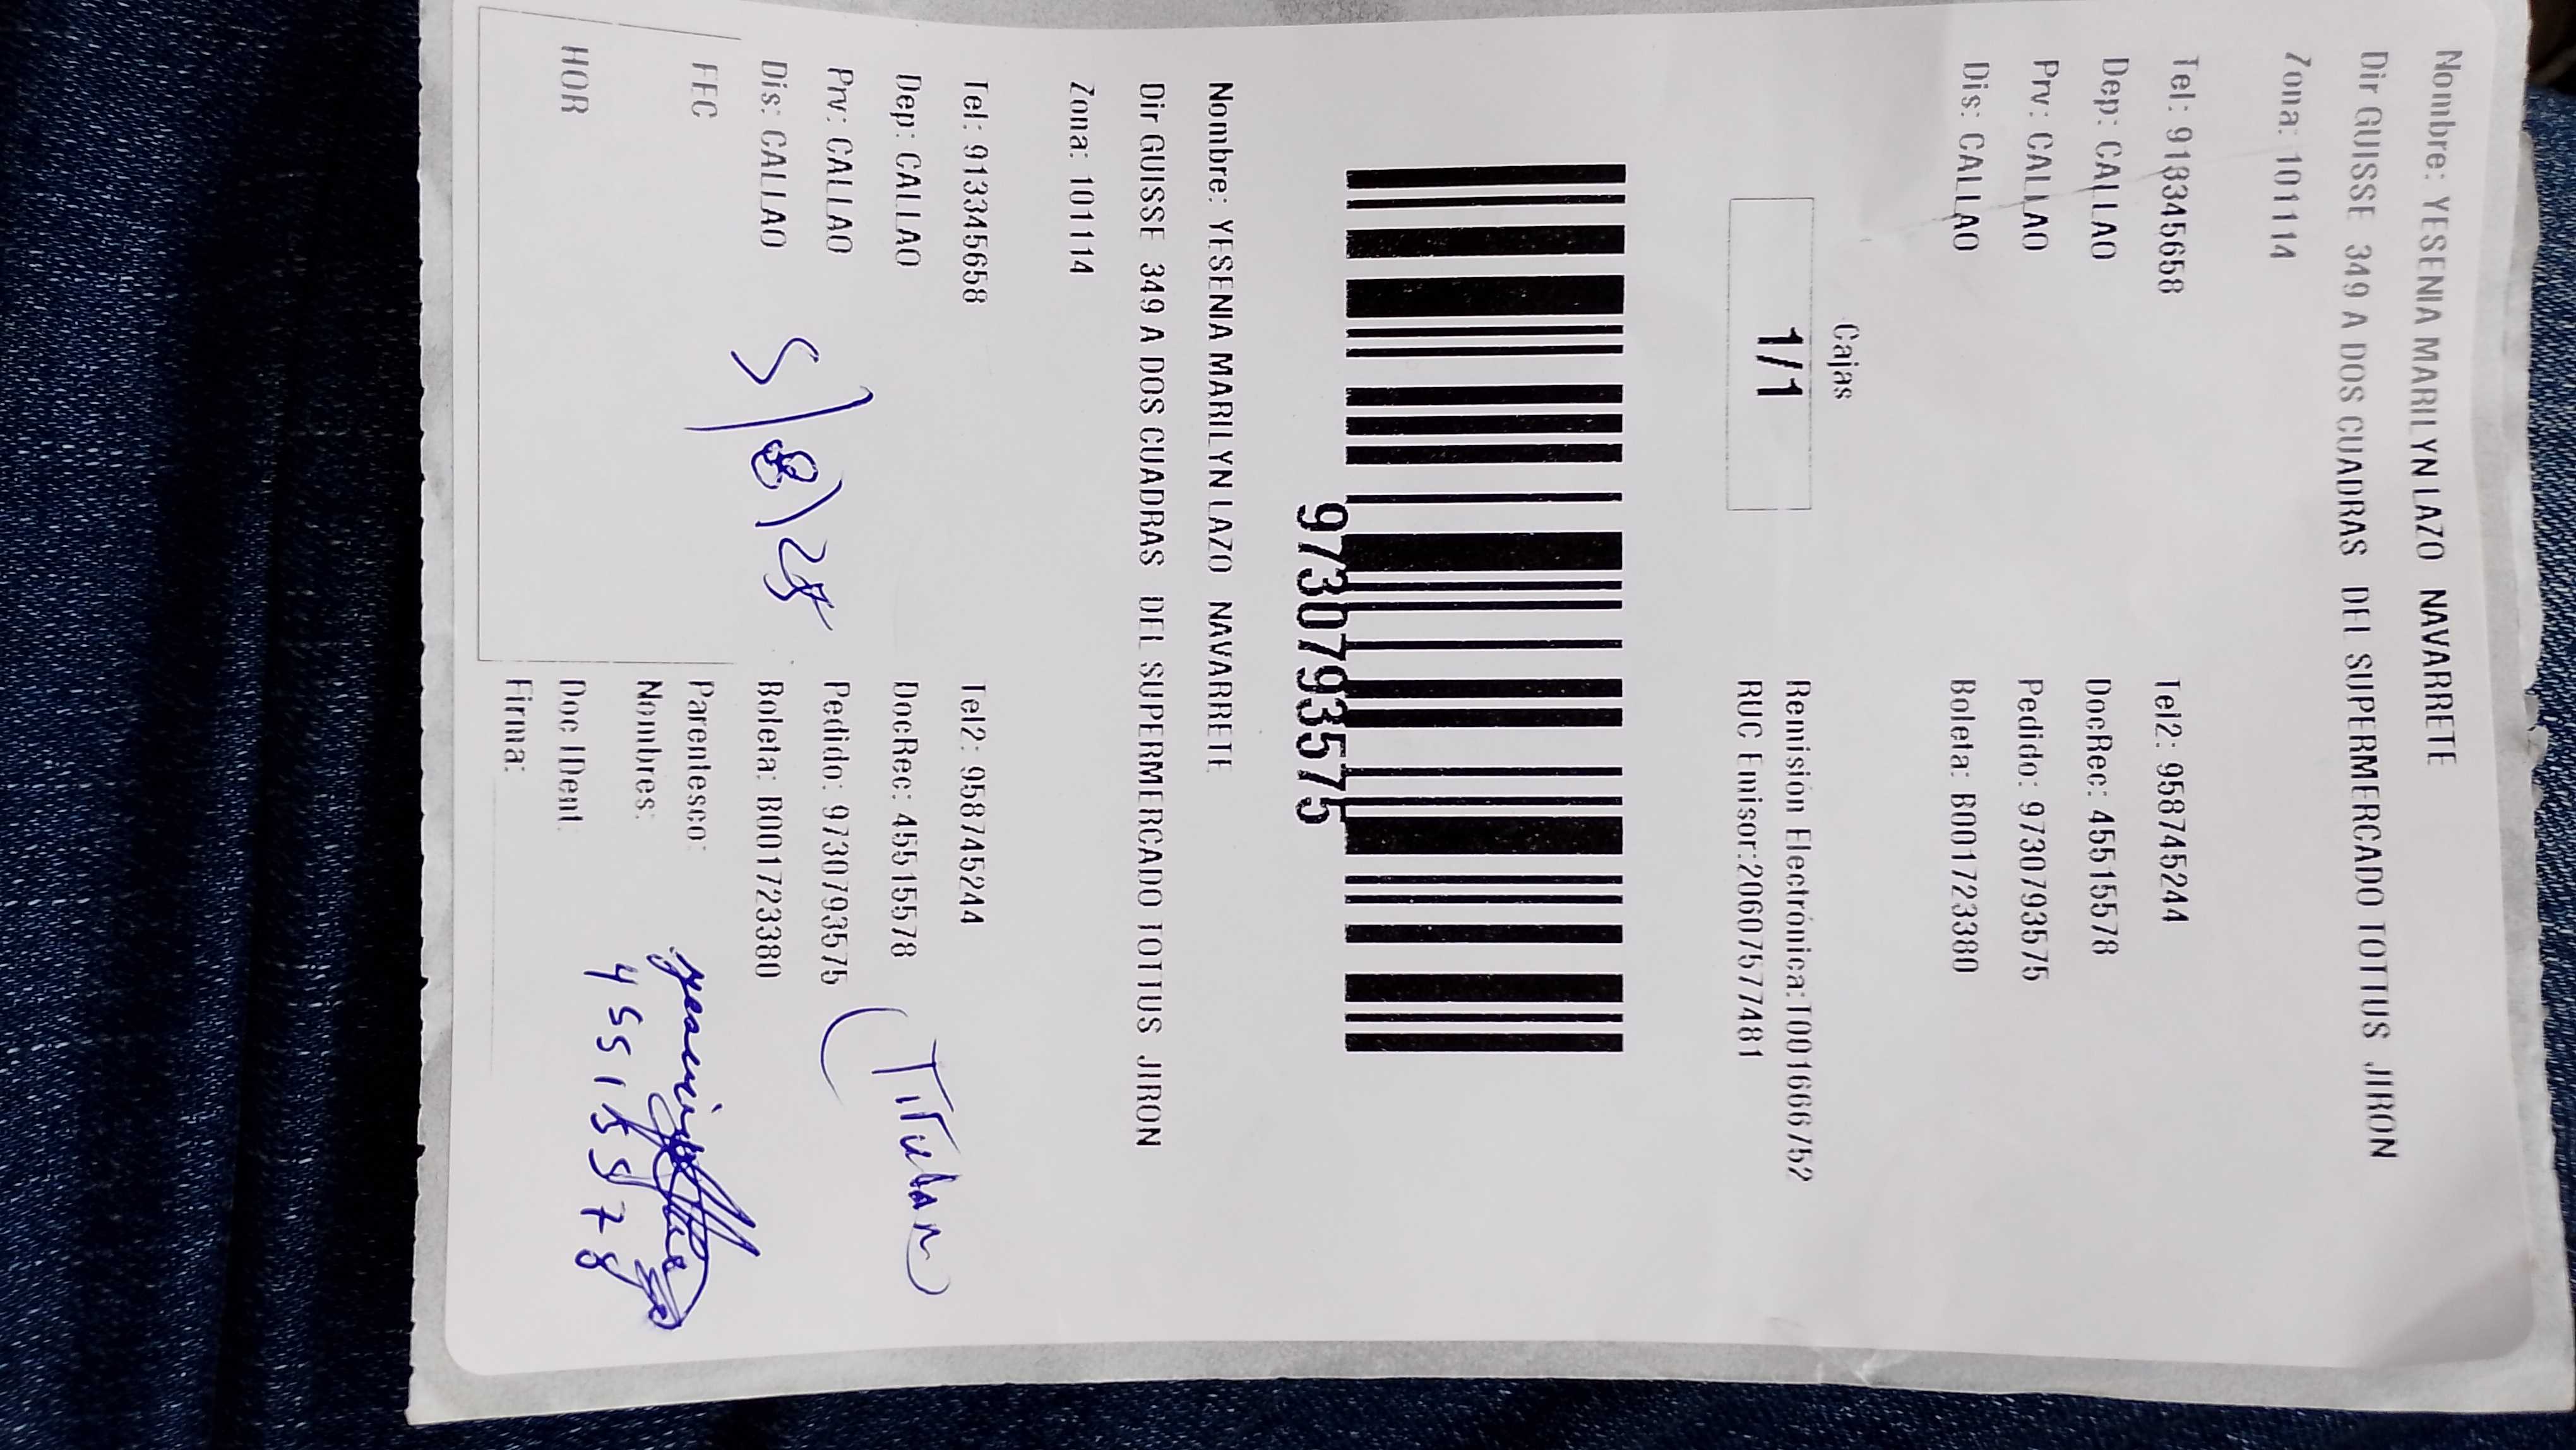 Nombre: YESENIA MARILYN LAZO NAVARRETE
Dir GUISSE 349 A DOS CUADRAS DEL SUPERMERCADO TOTTUS JIRON
Zona: 101114
Tel: 913345658 Tel2: 958745244
Dep: CALLAO DocRec: 45515578
Prv: CALLAO Pedido: 9730793575
Dis: CALLAO Boleta: B001723380
Cajas
1/1
Remisión Electrónica:T001666752
RUC Emisor:20607577481
9730793575
Nombre: YESENIA MARILYN LAZO NAVARRETE
Dir GUISSE 349 A DOS CUADRAS DEL SUPERMERCADO TOTTUS JIRON
Zona: 101114
Tel: 913345658 Tel2: 958745244
Dep: CALLAO DocRec: 45515578
(Titular)
Prv: CALLAO Pedido: 9730793575
Dis: CALLAO Boleta: B001723380
5/8/25
FEC Parentesco:
Nombres:
45515578
HOR Doc IDent:
Firma: